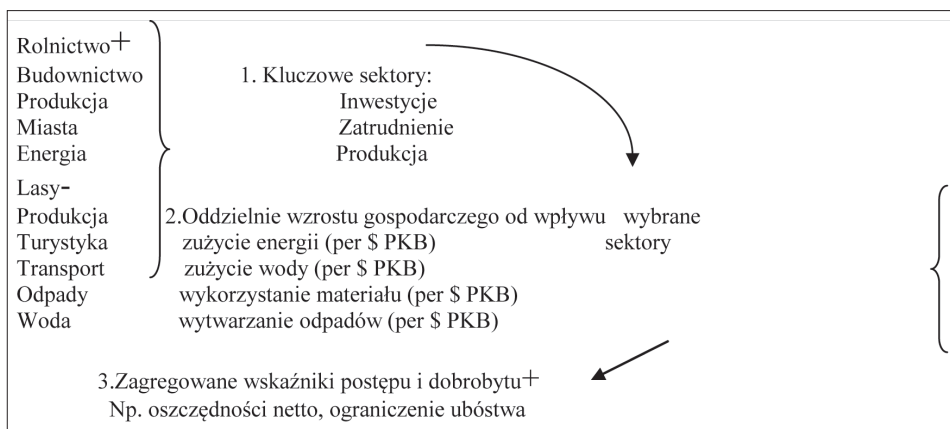 Rolnictwo+
Budownictwo 1. Kluczowe sektory:
Produkcja Inwestycje
Miasta Zatrudnienie
Energia Produkcja
Lasy-
Produkcja 2.Oddzielnie wzrostu gospodarczego od wpływu wybrane
Turystyka zużycie energii (per $ PKB) sektory
Transport zużycie wody (per $ PKB)
Odpady wykorzystanie materiału (per $ PKB)
Woda wytwarzanie odpadów (per $ PKB)
3.Zagregowane wskaźniki postępu i dobrobytu+
Np. oszczędności netto, ograniczenie ubóstwa